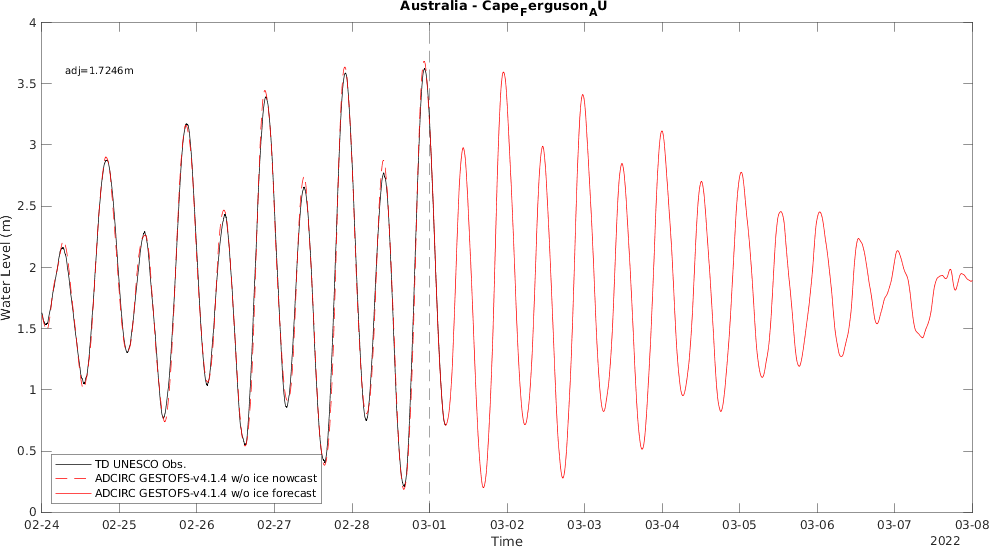 Australia - Cape_Ferguson_AU
4
adj=1.7246m
3.5
3
2.5
2
1.5
1
0.5
0
Water Level (m)
TD UNESCO Obs.
ADCIRC GESTOFS-v4.1.4 w/o ice nowcast
ADCIRC GESTOFS-v4.1.4 w/o ice forecast
02-24 02-25 02-26 02-27 02-28 03-01 03-02 03-03 03-04 03-05 03-06 03-07 03-08
Time
2022